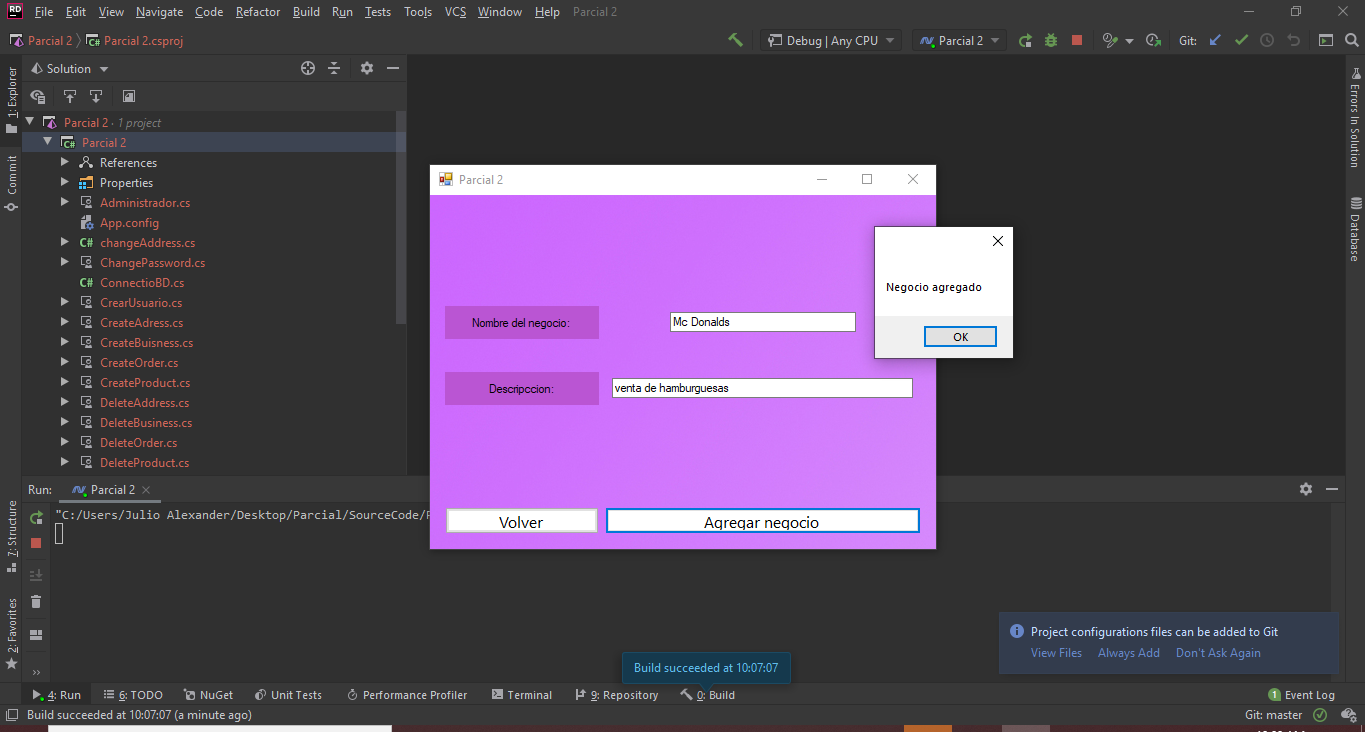 RD File Edit View Navigate Code Refactor Build Run Tests Tools VCS Window Help Parcial 2
Parcial 2 Parcial 2.csproj Debug | Any CPU Parcial 2 Git:
1: Explorer
Commit
7: Structure
2: Favorites
Solution
Parcial 2 · 1 project
Parcial 2
References
Properties
Administrador.cs
App.config
changeAddress.cs
ChangePassword.cs
ConnectioBD.cs
CrearUsuario.cs
CreateAdress.cs
CreateBuisness.cs
CreateOrder.cs
CreateProduct.cs
DeleteAddress.cs
DeleteBusiness.cs
DeleteOrder.cs
DeleteProduct.cs
Parcial 2
Nombre del negocio: Mc Donalds
Descripccion: venta de hamburguesas
Volver Agregar negocio
Negocio agregado
OK
Errors In Solution
Database
Run: Parcial 2
"C:/Users/Julio Alexander/Desktop/Parcial/SourceCode/
Project configurations files can be added to Git
View Files Always Add Don't Ask Again
Build succeeded at 10:07:07
4: Run 6: TODO NuGet Unit Tests Performance Profiler Terminal 9: Repository 0: Build 1 Event Log
Build succeeded at 10:07:07 (a minute ago) Git: master